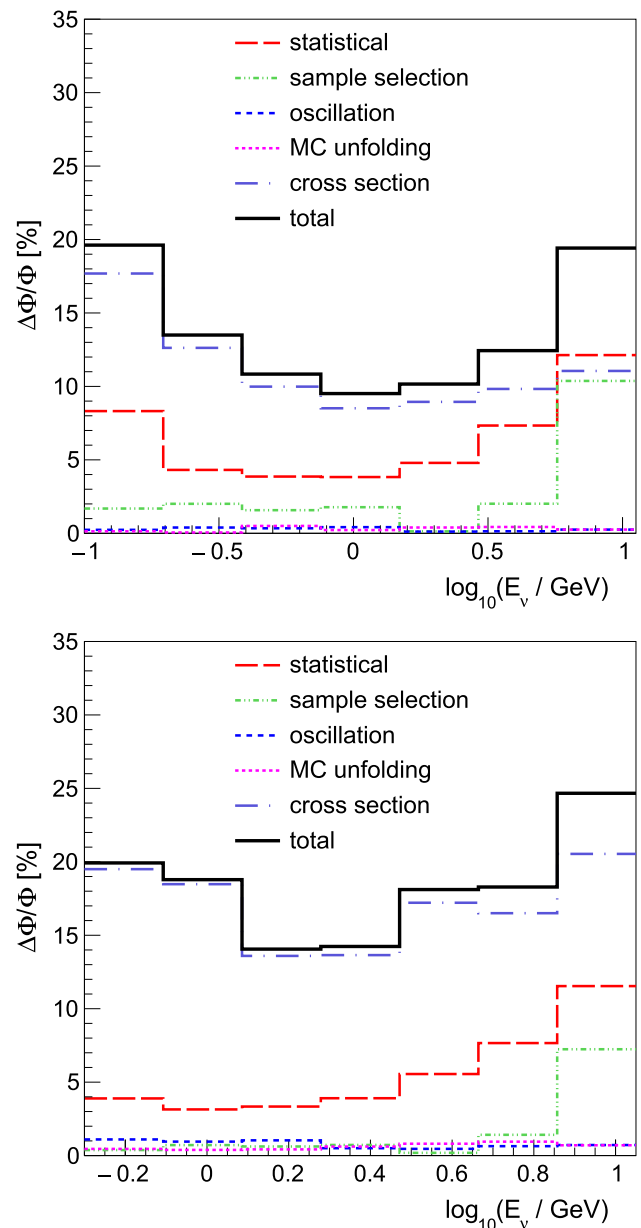 35
30
25
20
15
10
5
0
ΔΦ/Φ [%]
statistical
sample selection
oscillation
MC unfolding
cross section
total
−1
−0.5
0
0.5
1
log₁₀(Eᵥ / GeV)
35
30
25
20
15
10
5
0
ΔΦ/Φ [%]
statistical
sample selection
oscillation
MC unfolding
cross section
total
−0.2
0
0.2
0.4
0.6
0.8
1
log₁₀(Eᵥ / GeV)